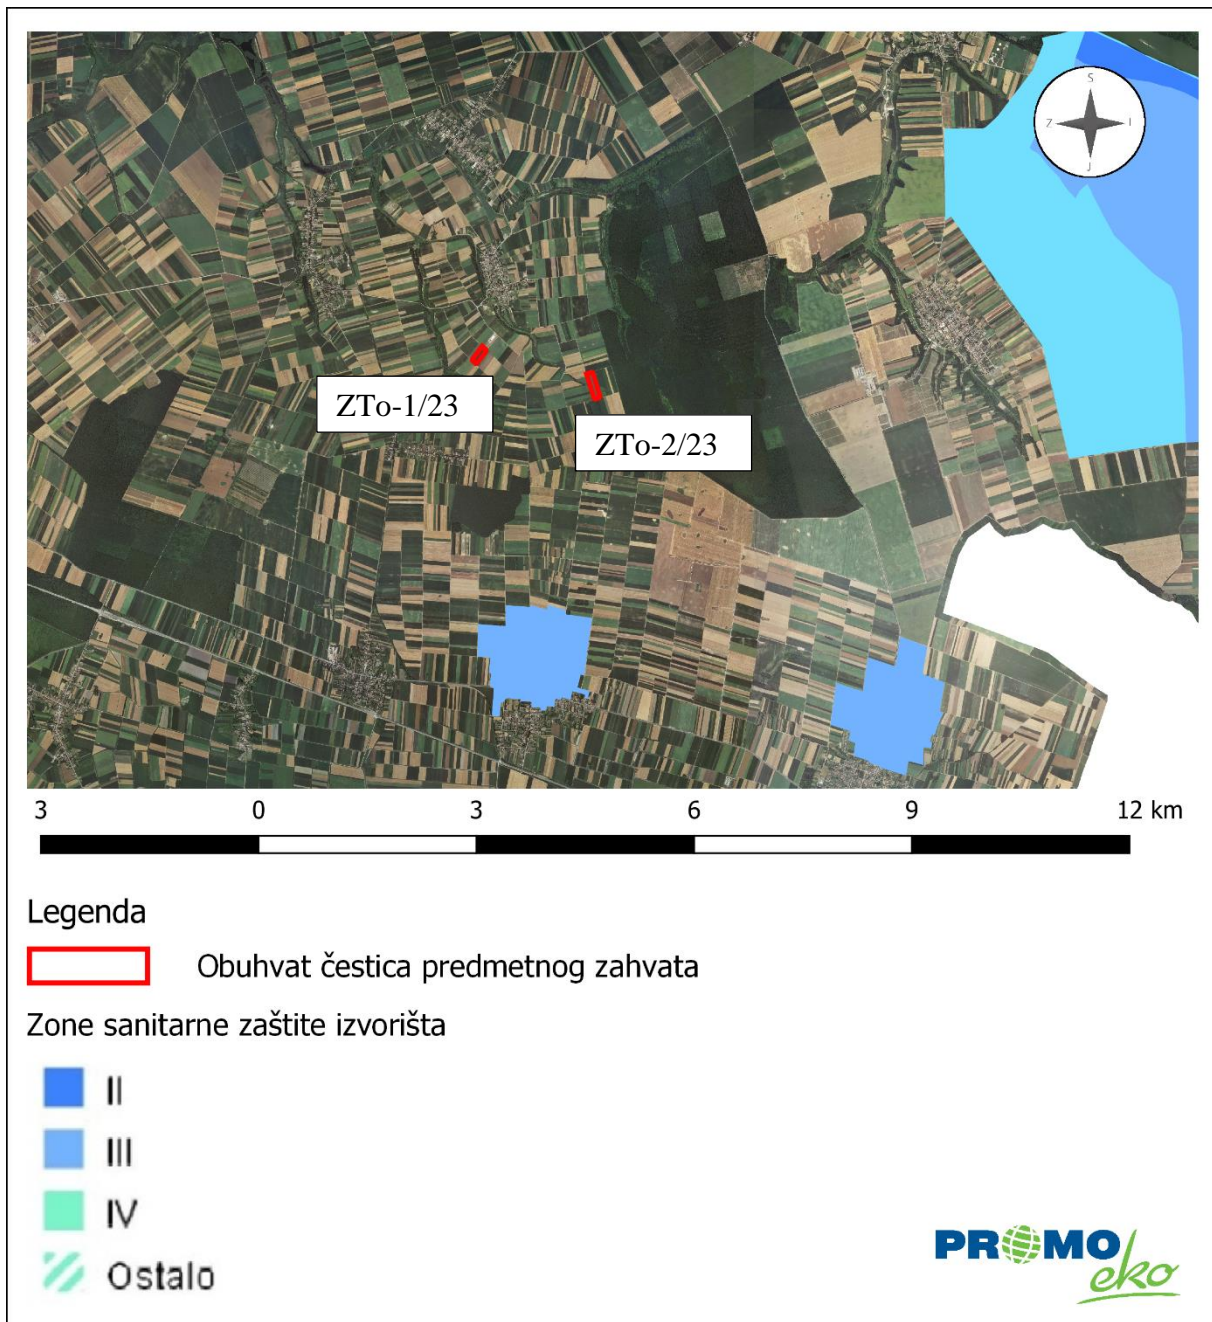 S
Z I
J
ZTo-1/23
ZTo-2/23
3 0 3 6 9 12 km
Legenda
Obuhvat čestica predmetnog zahvata
Zone sanitarne zaštite izvorišta
II
III
IV
Ostalo
PROMO
eko